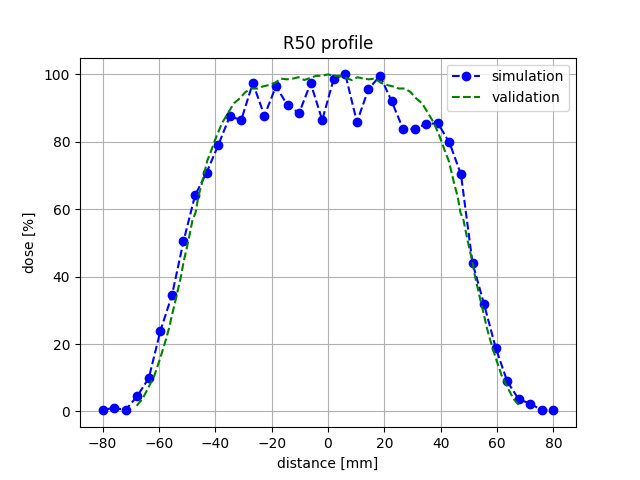 R50 profile
simulation
validation
100
80
60
40
20
0
dose [%]
−80 −60 −40 −20 0 20 40 60 80
distance [mm]